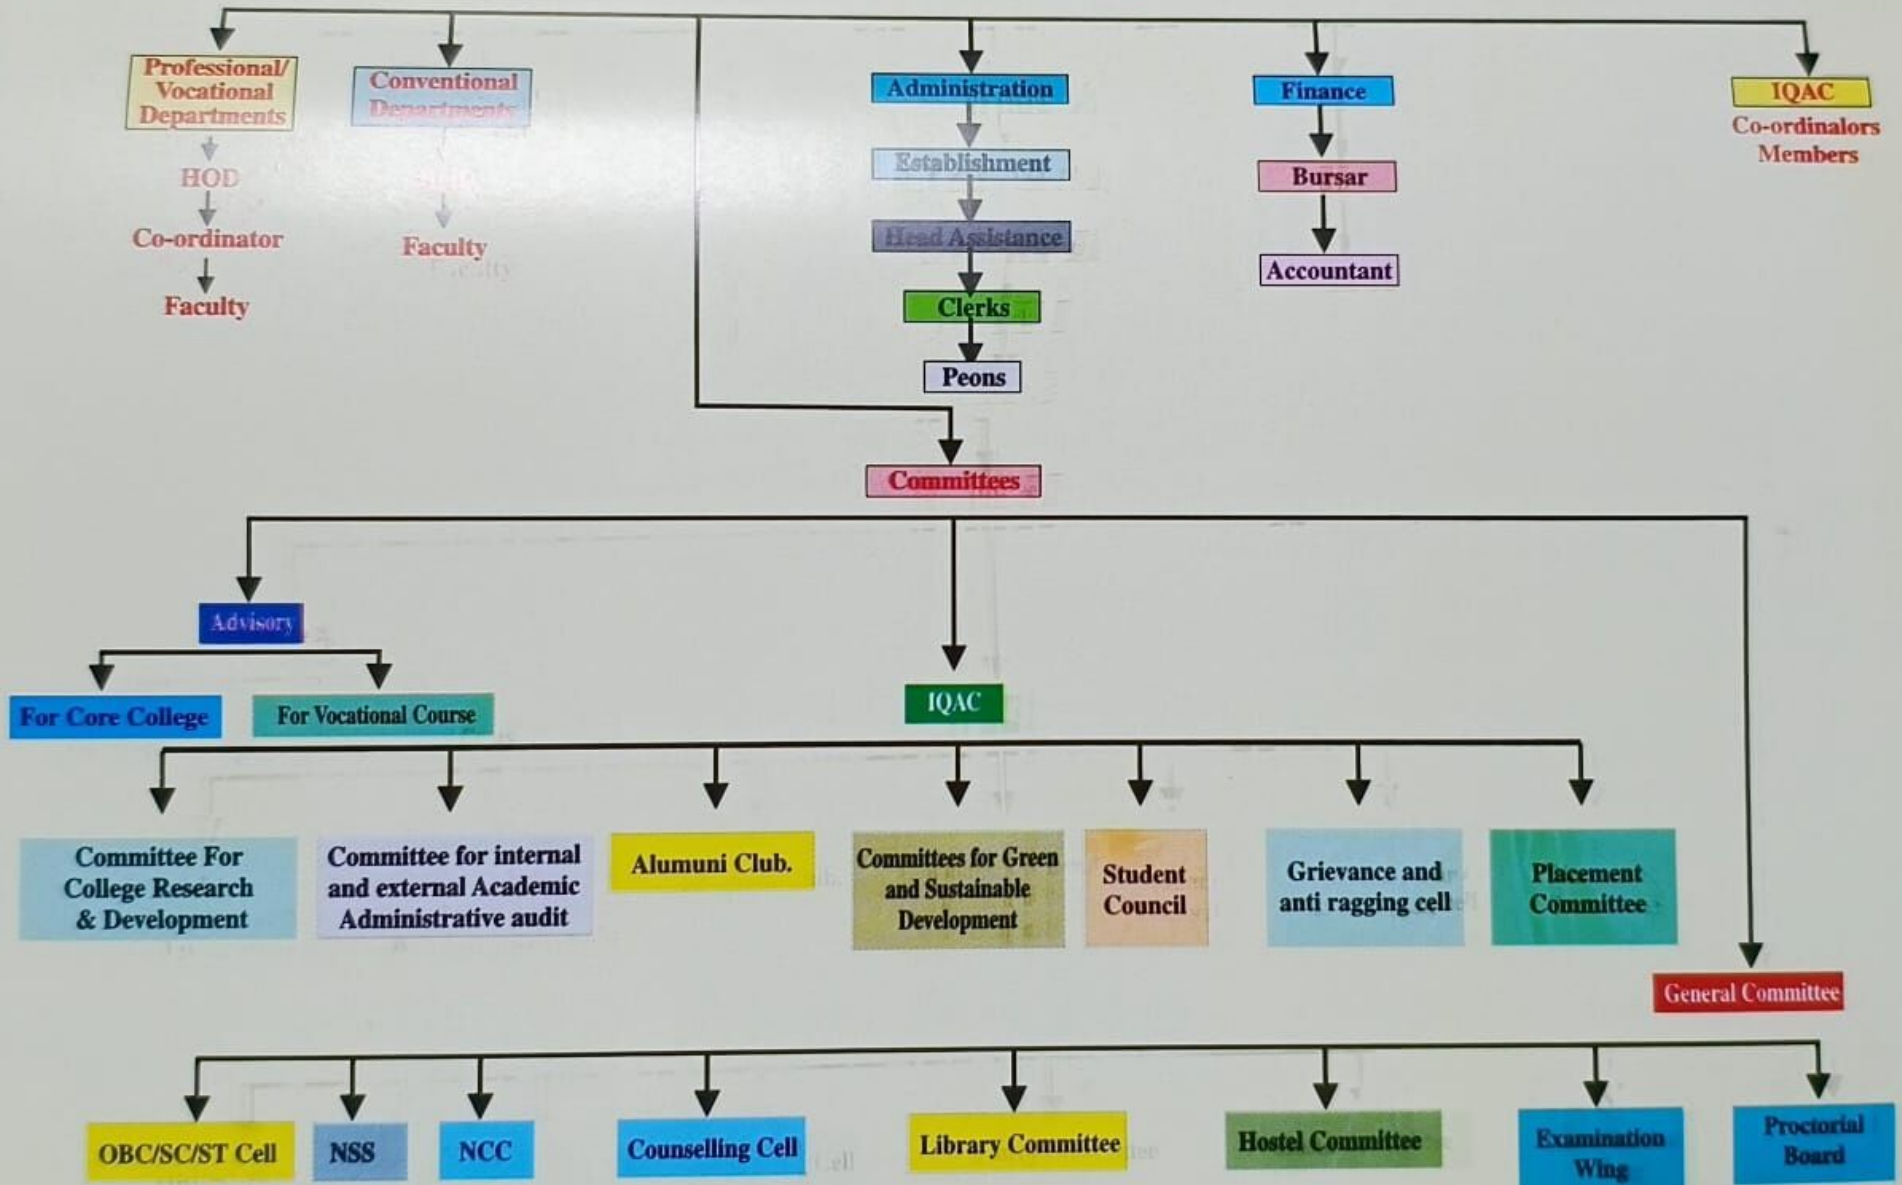 Professional/
Vocational
Departments
HOD
Co-ordinator
Faculty
Conventional
Departments
Faculty
Administration
Establishment
Head Assistance
Clerks
Peons
Finance
Bursar
Accountant
IQAC
Co-ordinalors
Members
Committees
Advisory
For Core College
For Vocational Course
IQAC
Committee For
College Research
& Development
Committee for internal
and external Academic
Administrative audit
Alumuni Club.
Committees for Green
and Sustainable
Development
Student
Council
Grievance and
anti ragging cell
Placement
Committee
General Committee
OBC/SC/ST Cell
NSS
NCC
Counselling Cell
Library Committee
Hostel Committee
Examination
Wing
Proctorial
Board